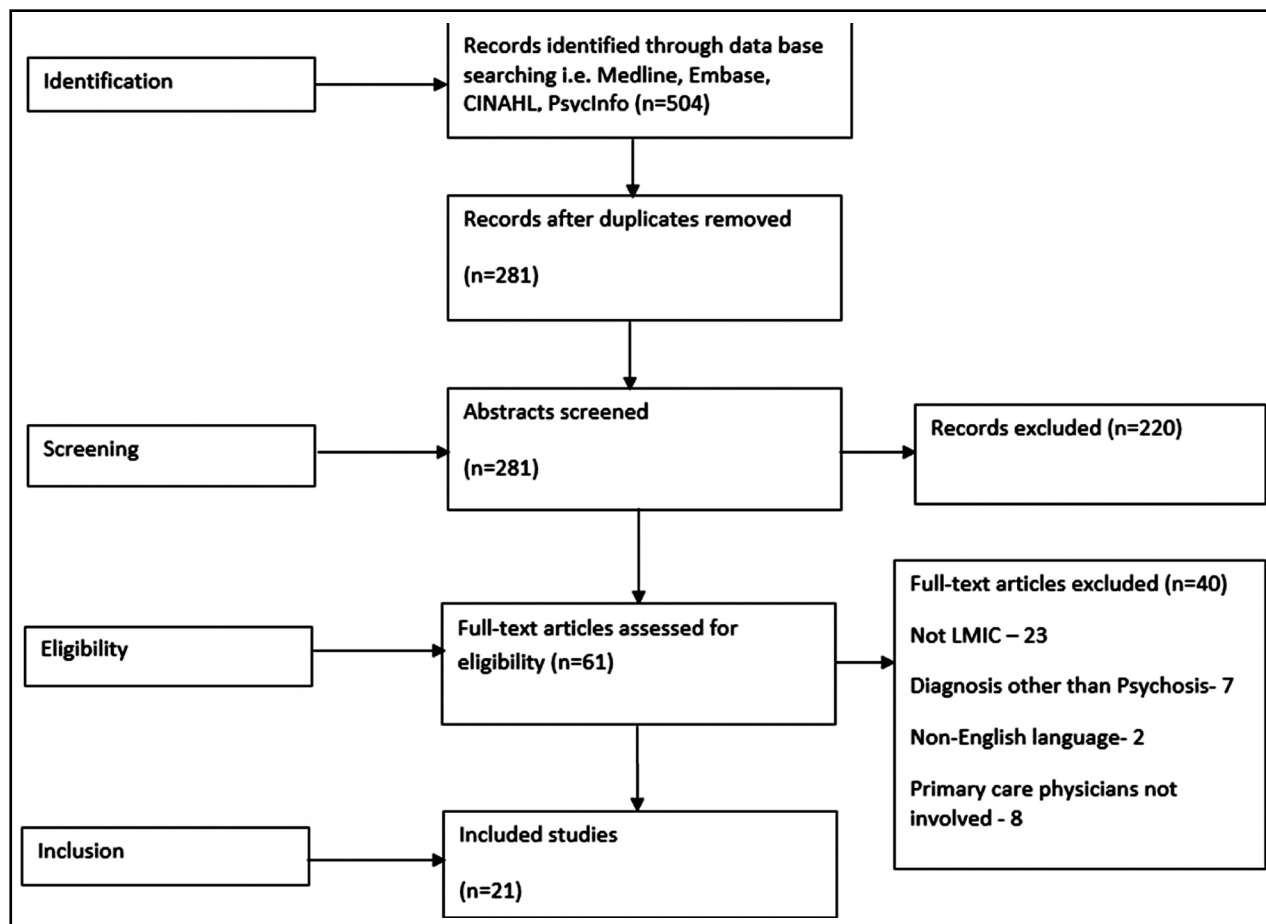 Identification
Records identified through data base
searching i.e. Medline, Embase,
CINAHL, PsycInfo (n=504)
Records after duplicates removed
(n=281)
Screening
Abstracts screened
(n=281)
Records excluded (n=220)
Eligibility
Full-text articles assessed for
eligibility (n=61)
Full-text articles excluded (n=40)
Not LMIC – 23
Diagnosis other than Psychosis- 7
Non-English language- 2
Primary care physicians not
involved - 8
Inclusion
Included studies
(n=21)